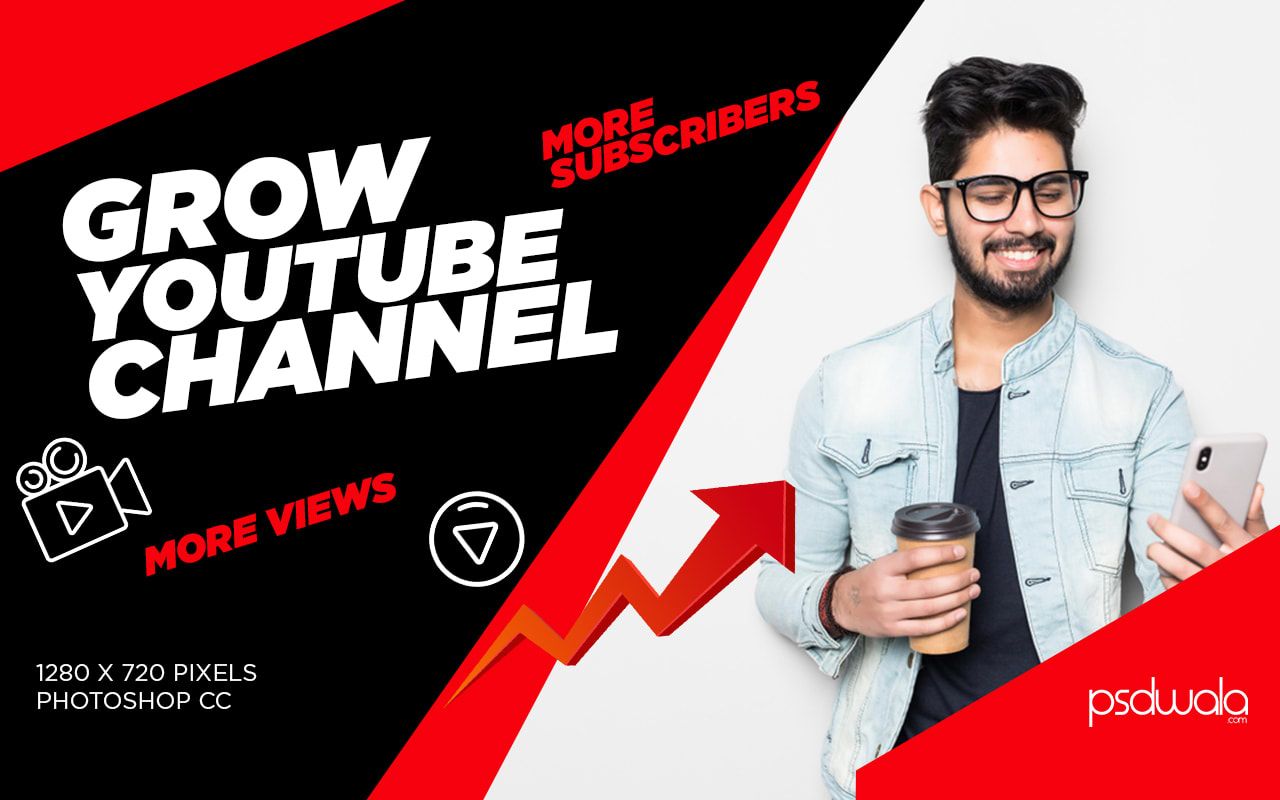 MORE
SUBSCRIBERS
GROW
YOUTUBE
CHANNEL
MORE VIEWS
1280 X 720 PIXELS
PHOTOSHOP CC
psdwala
.com